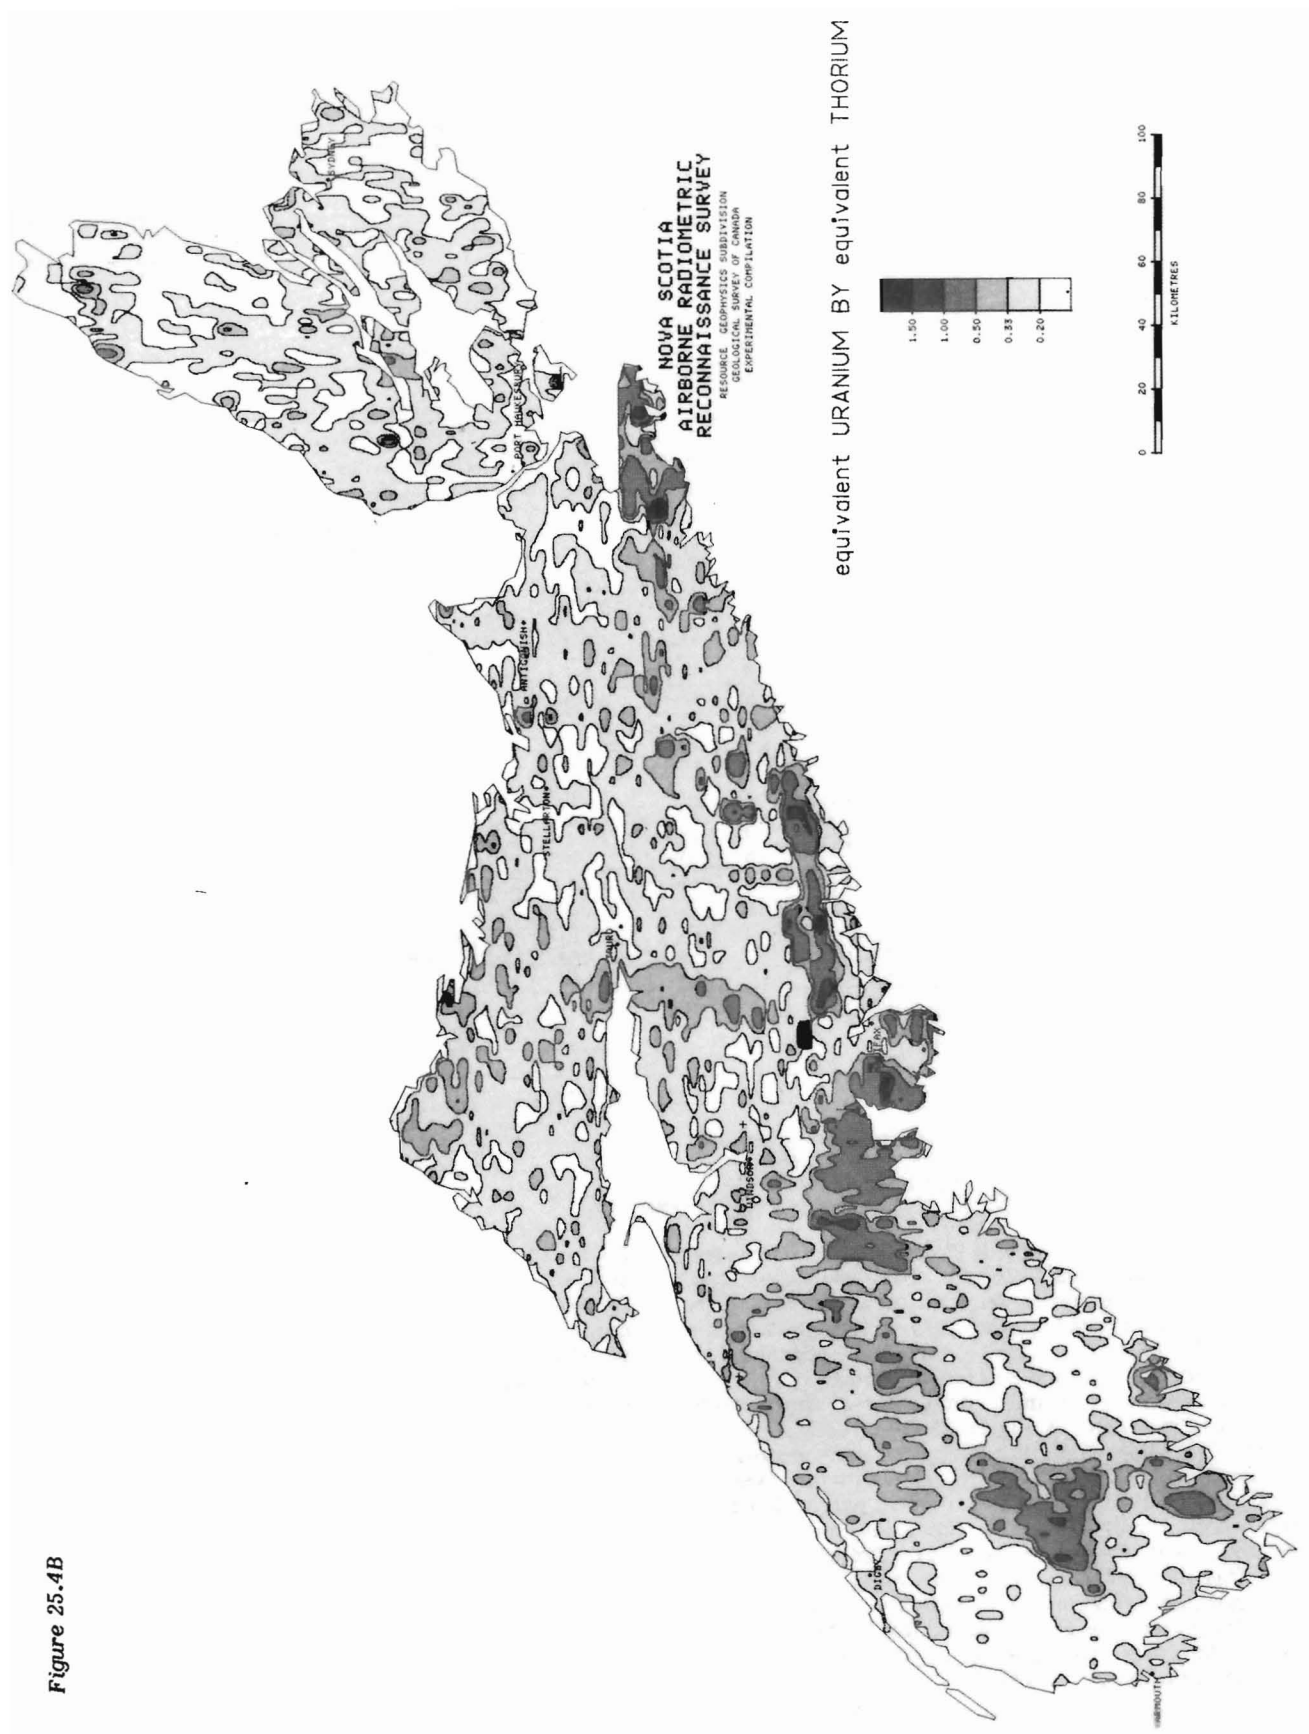 Figure 25.4B
SYDNEY
PORT HAWKESBURY
ANTIGONISH
STELLARTON
TRURO
WINDSOR
DIGBY
YARMOUTH
NOVA SCOTIA
AIRBORNE RADIOMETRIC
RECONNAISSANCE SURVEY
RESOURCE GEOPHYSICS SUBDIVISION
GEOLOGICAL SURVEY OF CANADA
EXPERIMENTAL COMPILATION
equivalent URANIUM BY equivalent THORIUM
1.50
1.00
0.50
0.33
0.20
0 20 40 60 80 100
KILOMETRES